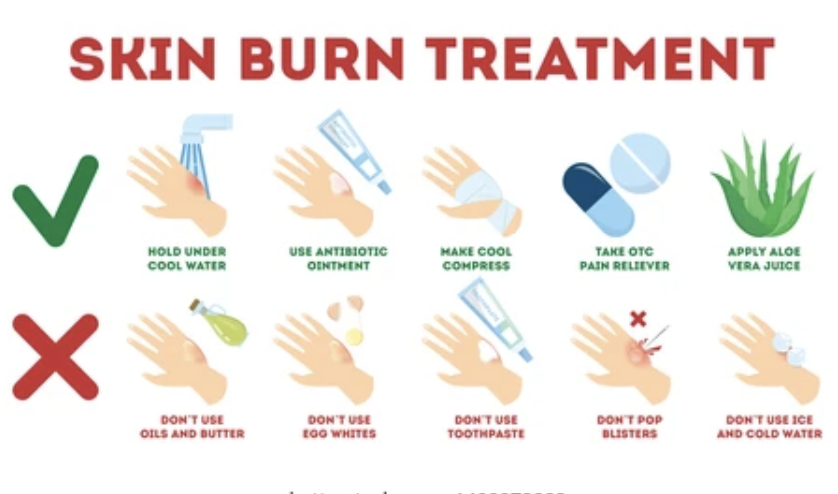 SKIN BURN TREATMENT
HOLD UNDER
COOL WATER
USE ANTIBIOTIC
OINTMENT
MAKE COOL
COMPRESS
TAKE OTC
PAIN RELIEVER
APPLY ALOE
VERA JUICE
DON'T USE
OILS AND BUTTER
DON'T USE
EGG WHITES
DON'T USE
TOOTHPASTE
DON'T POP
BLISTERS
DON'T USE ICE
AND COLD WATER